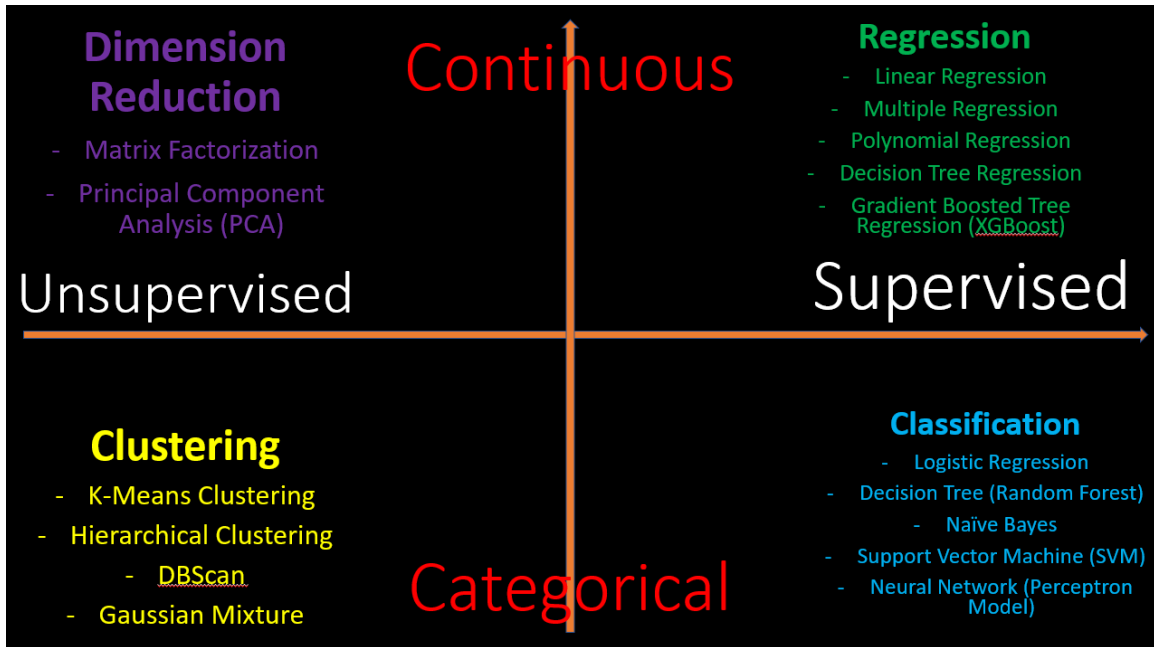 Dimension
Reduction
- Matrix Factorization
- Principal Component
Analysis (PCA)
Continuous
Regression
- Linear Regression
- Multiple Regression
- Polynomial Regression
- Decision Tree Regression
- Gradient Boosted Tree
Regression (XGBoost)
Unsupervised
Supervised
Clustering
- K-Means Clustering
- Hierarchical Clustering
- DBScan
- Gaussian Mixture
Categorical
Classification
- Logistic Regression
- Decision Tree (Random Forest)
- Naïve Bayes
- Support Vector Machine (SVM)
- Neural Network (Perceptron
Model)